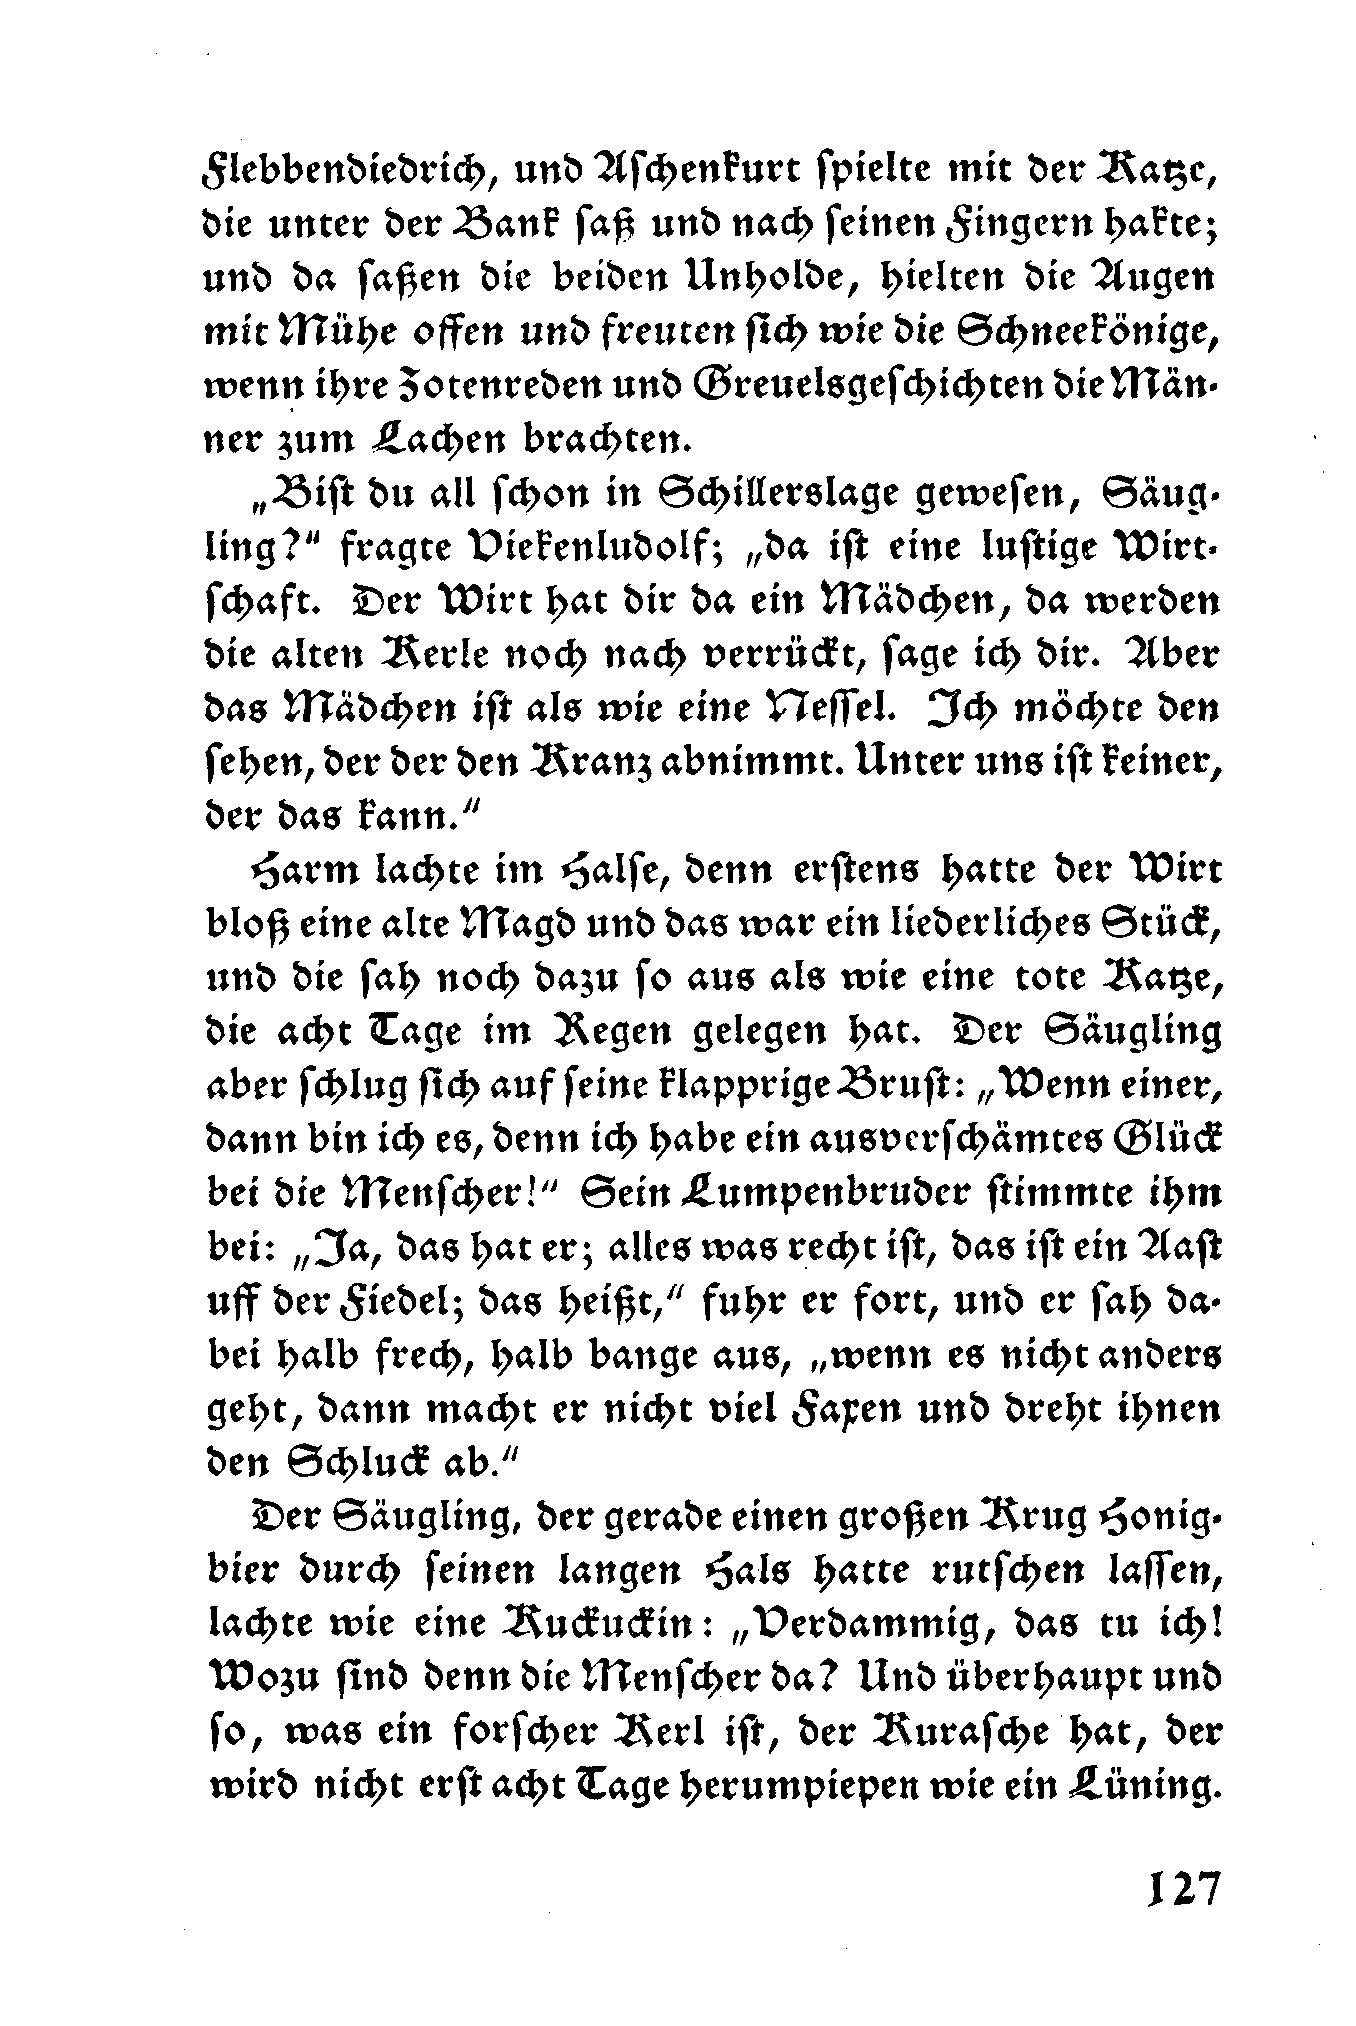 Flebbendiedrich, und Aschenkurt spielte mit der Katze,
die unter der Bank saß und nach seinen Fingern hakte;
und da saßen die beiden Unholde, hielten die Augen
mit Mühe offen und freuten sich wie die Schneekönige,
wenn ihre Zotenreden und Greuelsgeschichten die Män-
ner zum Lachen brachten.
„Bist du all schon in Schillerslage gewesen, Säug-
ling?“ fragte Viekenludolf; „da ist eine lustige Wirt-
schaft. Der Wirt hat dir da ein Mädchen, da werden
die alten Kerle noch nach verrückt, sage ich dir. Aber
das Mädchen ist als wie eine Nessel. Ich möchte den
sehen, der der den Kranz abnimmt. Unter uns ist keiner,
der das kann.“
Harm lachte im Halse, denn erstens hatte der Wirt
bloß eine alte Magd und das war ein liederliches Stück,
und die sah noch dazu so aus als wie eine tote Katze,
die acht Tage im Regen gelegen hat. Der Säugling
aber schlug sich auf seine klapprige Brust: „Wenn einer,
dann bin ich es, denn ich habe ein ausverschämtes Glück
bei die Menscher!“ Sein Lumpenbruder stimmte ihm
bei: „Ja, das hat er; alles was recht ist, das ist ein Aast
uff der Fiedel; das heißt,“ fuhr er fort, und er sah da-
bei halb frech, halb bange aus, „wenn es nicht anders
geht, dann macht er nicht viel Faxen und dreht ihnen
den Schluck ab.“
Der Säugling, der gerade einen großen Krug Honig-
bier durch seinen langen Hals hatte rutschen lassen,
lachte wie eine Kuckuckin: „Verdammig, das tu ich!
Wozu sind denn die Menscher da? Und überhaupt und
so, was ein forscher Kerl ist, der Kurasche hat, der
wird nicht erst acht Tage herumpiepen wie ein Lüning.
127